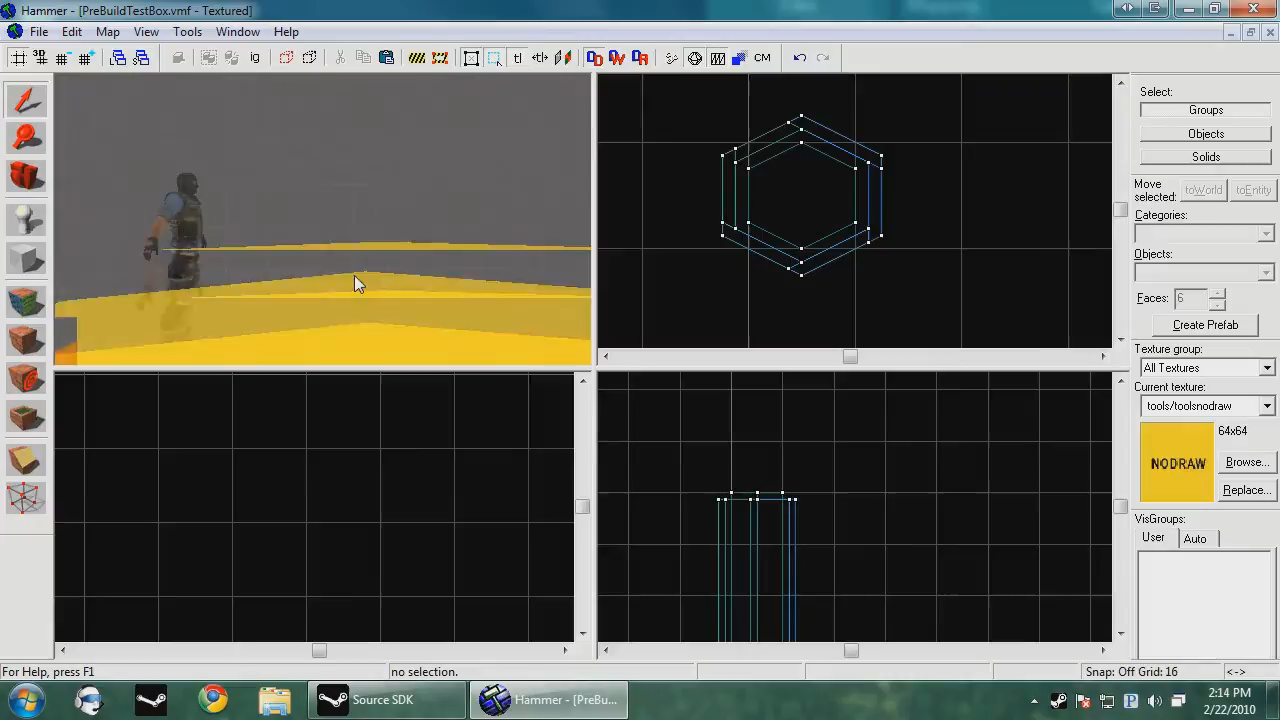 Hammer - [PreBuildTestBox.vmf - Textured]
File Edit Map View Tools Window Help
3D
ig
tl
CM
Select:
Groups
Objects
Solids
Move selected:
toWorld
toEntity
Categories:
Objects:
Faces:
Create Prefab
Texture group:
All Textures
Current texture:
tools/toolsnodraw
64x64
NODRAW
Browse...
Replace...
VisGroups:
User Auto
For Help, press F1
no selection.
Snap: Off Grid: 16
<->
Source SDK
Hammer - [PreBu...
2:14 PM
2/22/2010